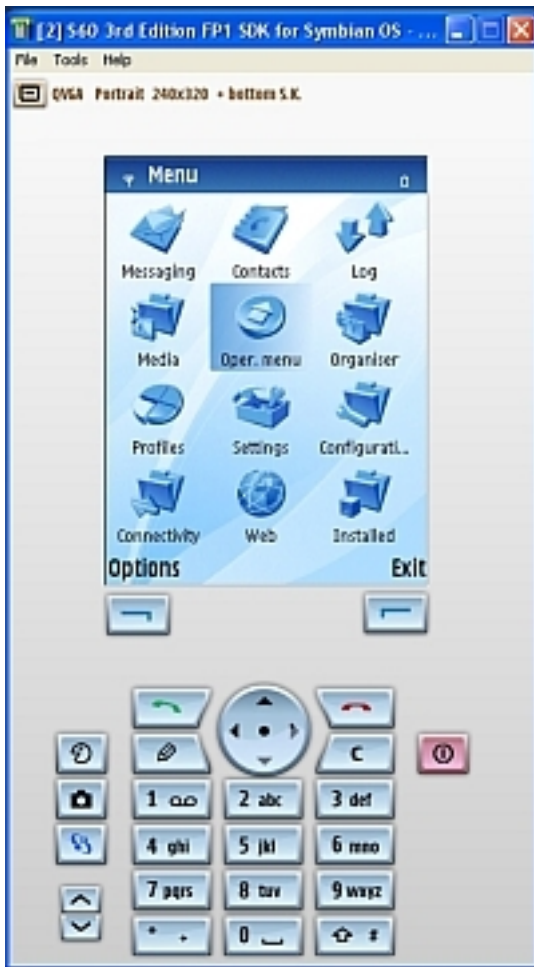 [2] S60 3rd Edition FP1 SDK for Symbian OS - ...
File Tools Help
QVGA Portrait 240x320 + bottom S.K.
Menu
Messaging Contacts Log
Media Oper. menu Organiser
Profiles Settings Configurati...
Connectivity Web Installed
Options Exit
C
1 2 abc 3 def
4 ghi 5 jkl 6 mno
7 pqrs 8 tuv 9 wxyz
* + 0 #